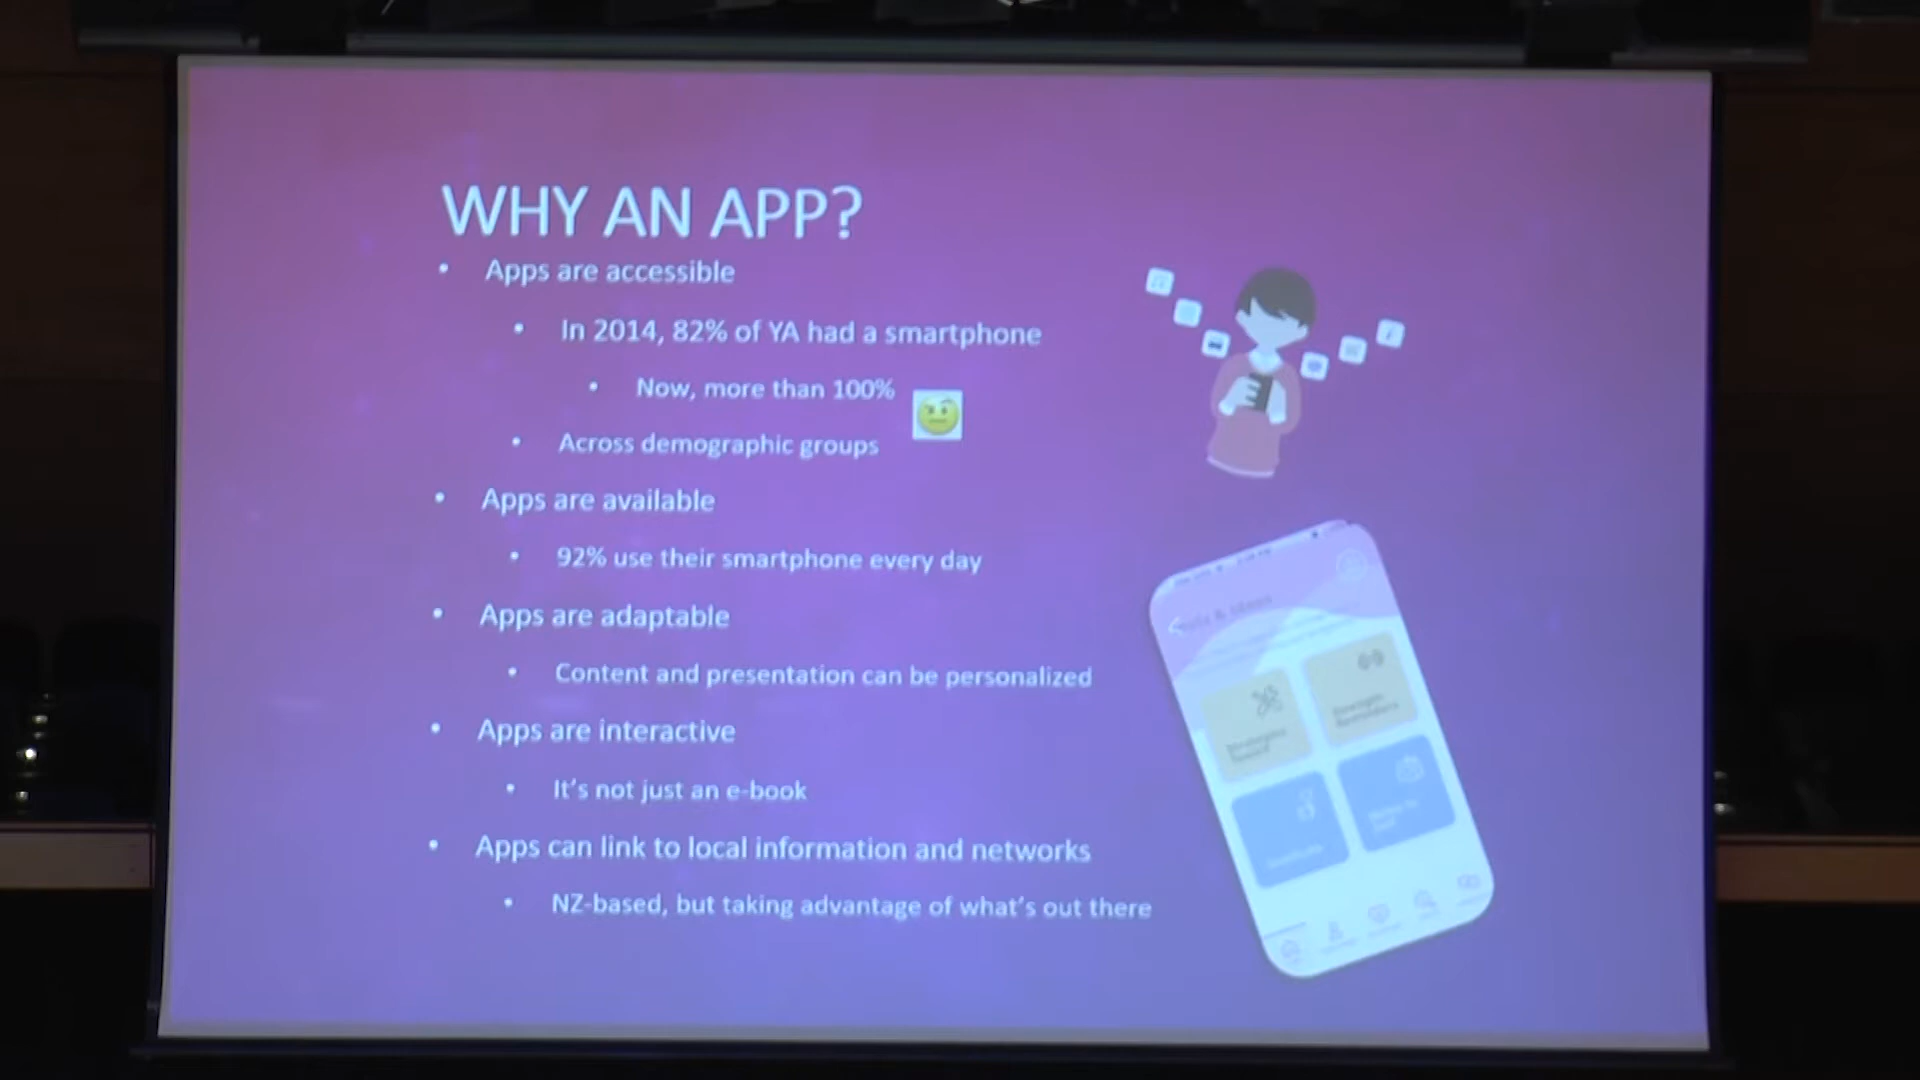 WHY AN APP?
• Apps are accessible
• In 2014, 82% of YA had a smartphone
• Now, more than 100%
• Across demographic groups
• Apps are available
• 92% use their smartphone every day
• Apps are adaptable
• Content and presentation can be personalized
• Apps are interactive
• It's not just an e-book
• Apps can link to local information and networks
• NZ-based, but taking advantage of what's out there